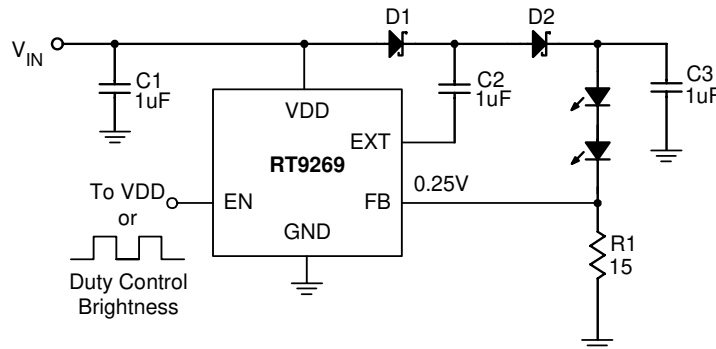 D1
D2
VIN
C1
1uF
C2
1uF
C3
1uF
VDD
EXT
RT9269
0.25V
To VDD
or
EN
FB
GND
R1
15
Duty Control
Brightness